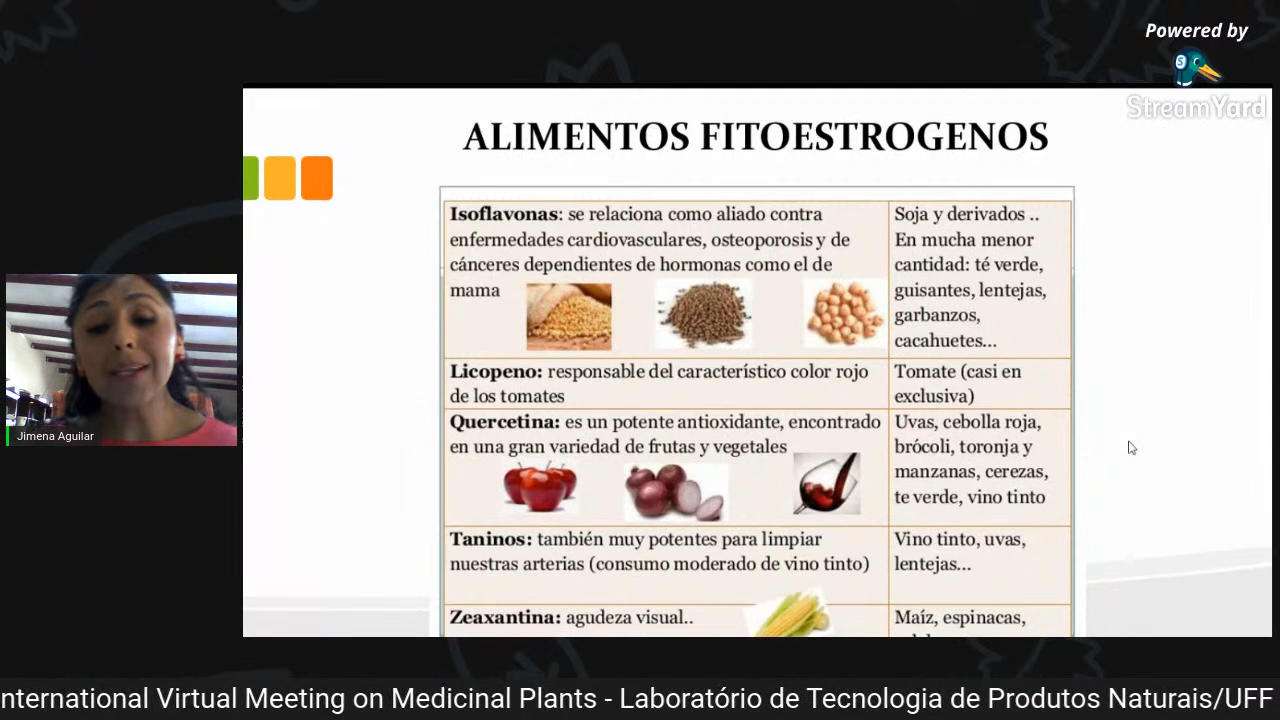 Powered by
StreamYard
ALIMENTOS FITOESTROGENOS
Isoflavonas: se relaciona como aliado contra
enfermedades cardiovasculares, osteoporosis y de
cánceres dependientes de hormonas como el de
mama
Soja y derivados ..
En mucha menor
cantidad: té verde,
guisantes, lentejas,
garbanzos,
cacahuetes...
Licopeno: responsable del característico color rojo
de los tomates
Tomate (casi en
exclusiva)
Quercetina: es un potente antioxidante, encontrado
en una gran variedad de frutas y vegetales
Uvas, cebolla roja,
brócoli, toronja y
manzanas, cerezas,
te verde, vino tinto
Taninos: también muy potentes para limpiar
nuestras arterias (consumo moderado de vino tinto)
Vino tinto, uvas,
lentejas...
Zeaxantina: agudeza visual..
Maíz, espinacas,
Jimena Aguilar
nternational Virtual Meeting on Medicinal Plants - Laboratório de Tecnologia de Produtos Naturais/UFF